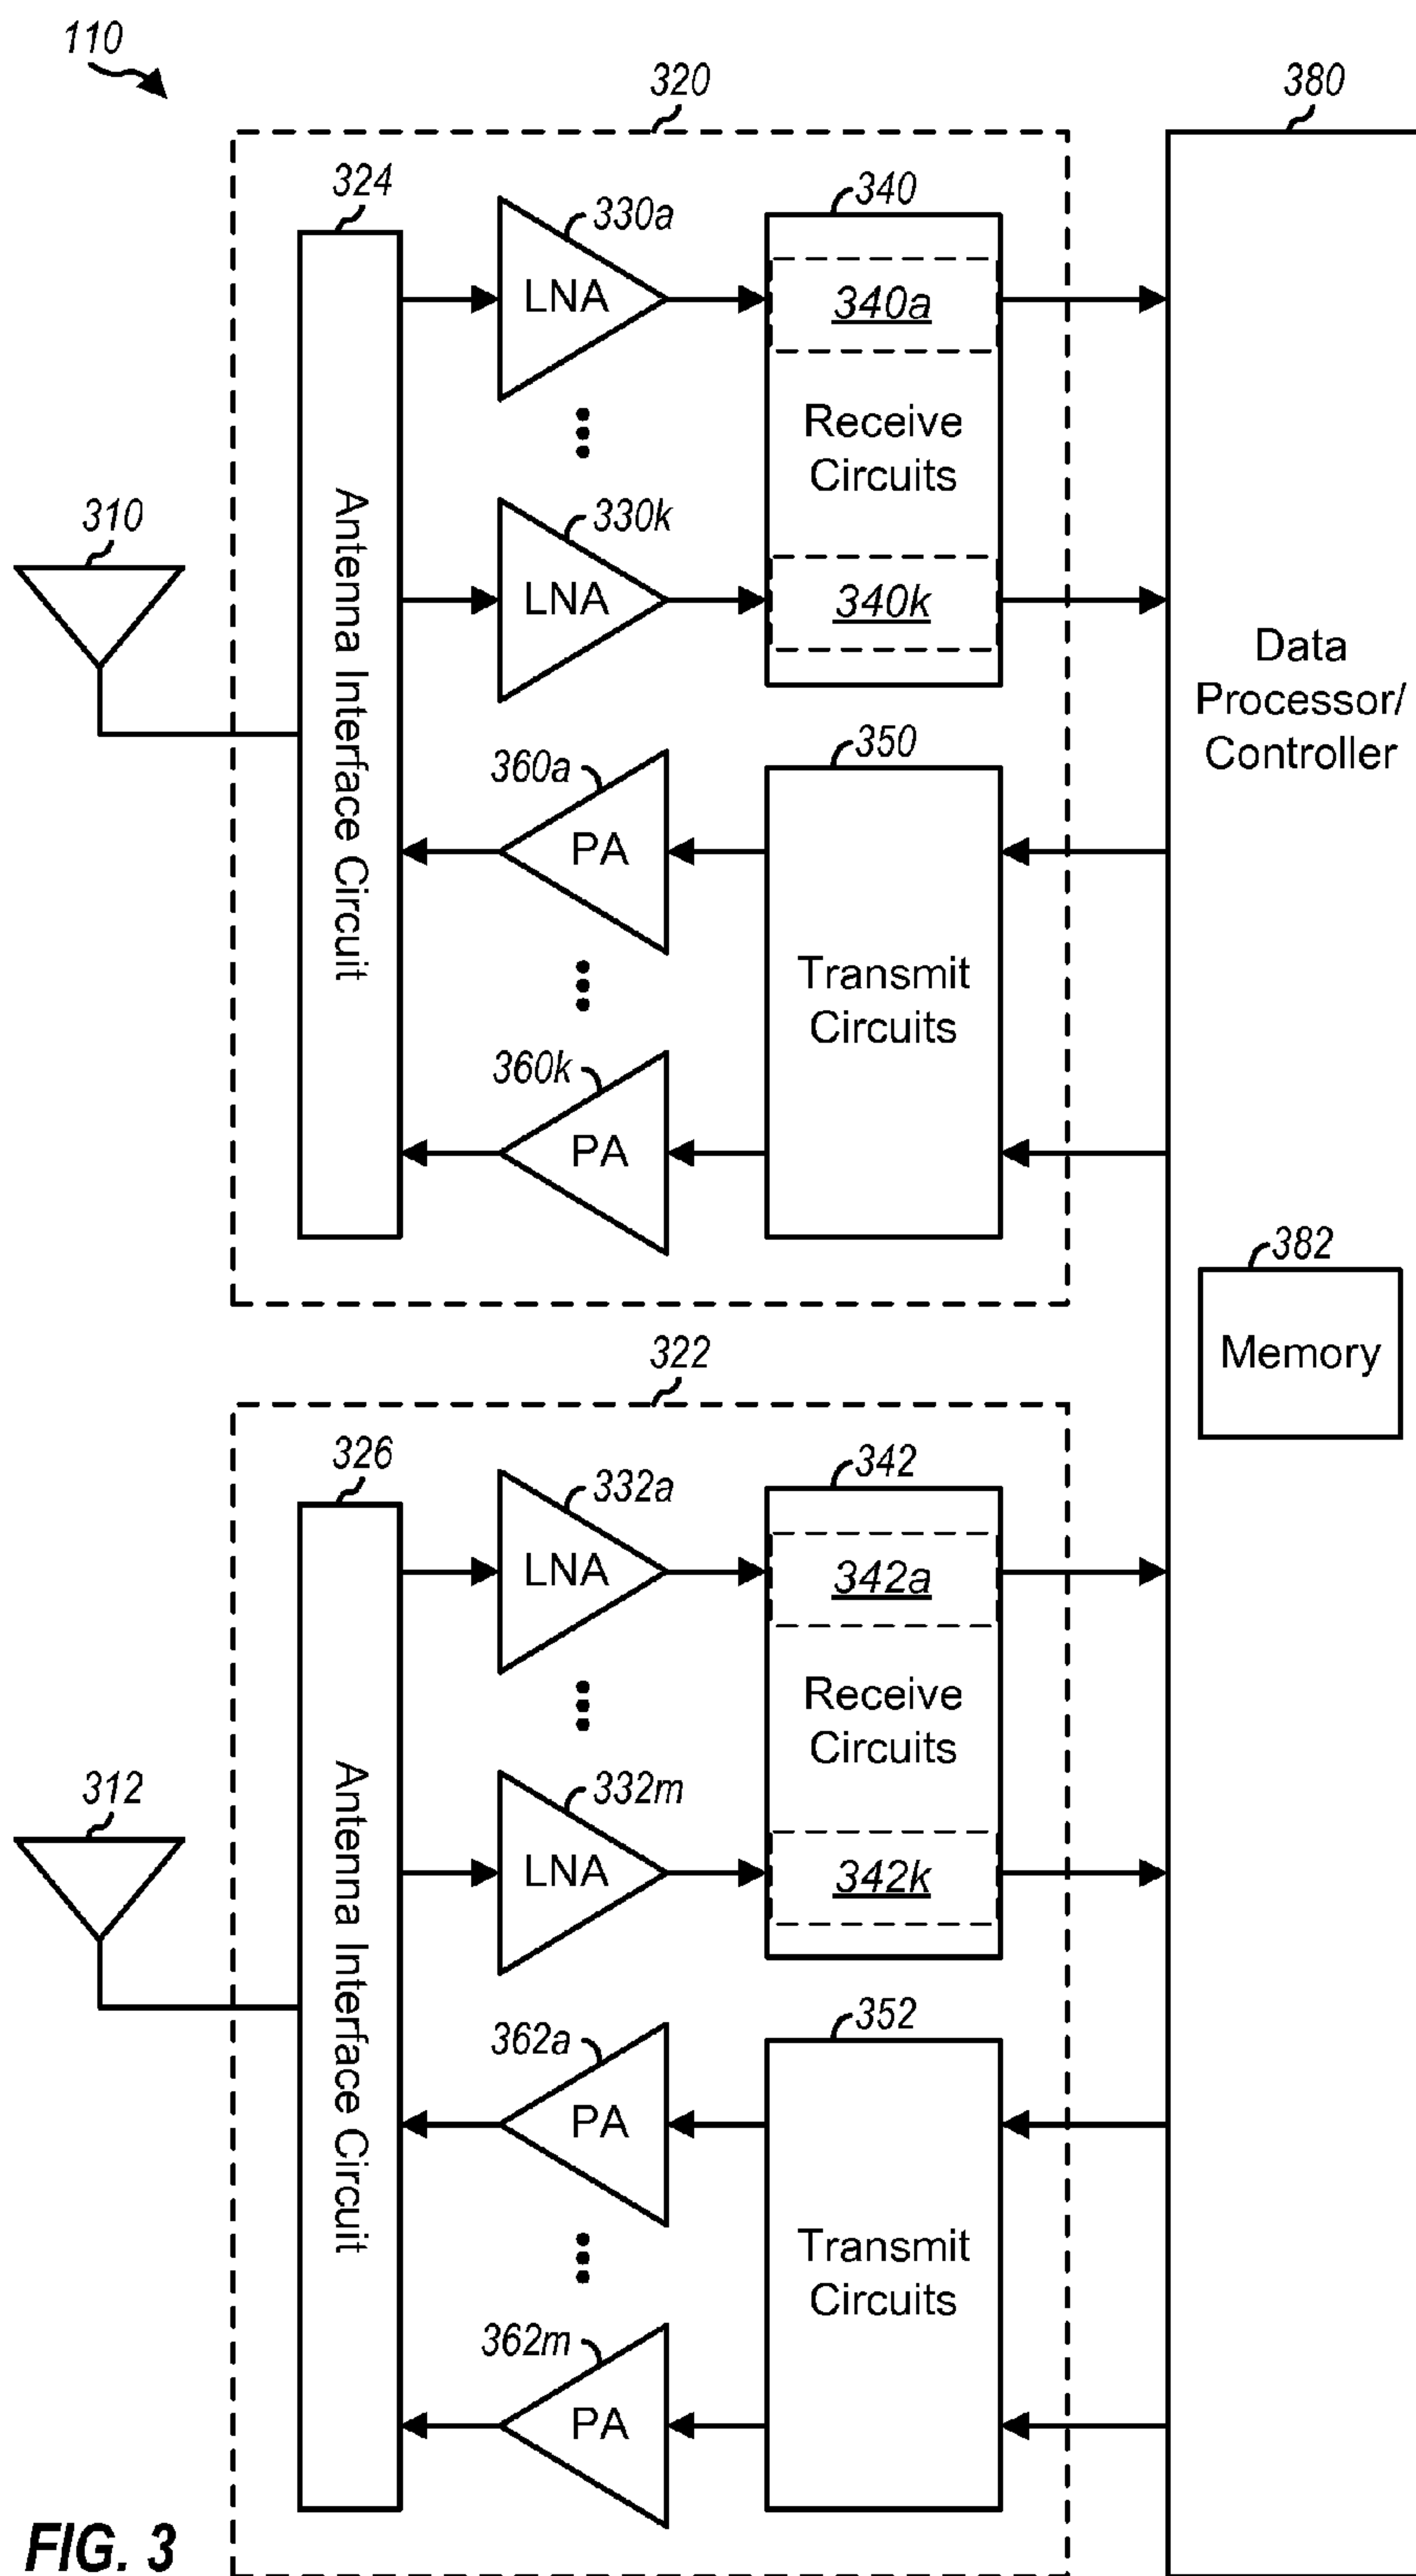 110
320
380
324
330a
340
LNA
340a
Receive
Circuits
330k
LNA
340k
310
Antenna Interface Circuit
Data
Processor/
Controller
360a
350
PA
Transmit
Circuits
360k
PA
382
Memory
322
326
332a
342
LNA
342a
Receive
Circuits
332m
LNA
342k
312
Antenna Interface Circuit
362a
352
PA
Transmit
Circuits
362m
PA
FIG. 3